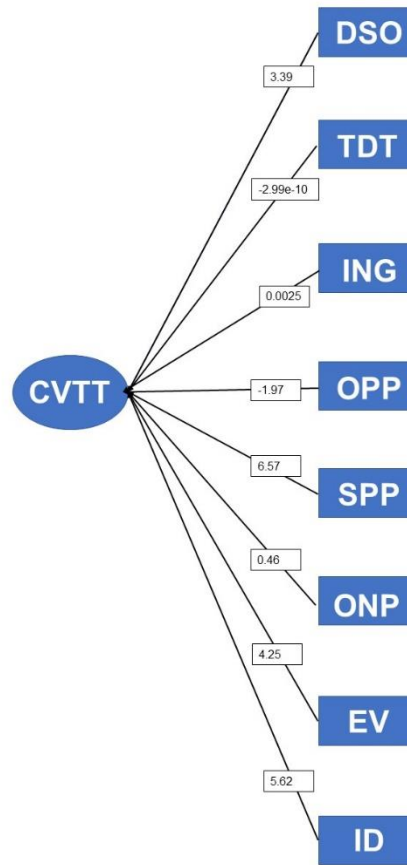 DSO
3.39
TDT
-2.99e-10
ING
0.0025
CVTT
OPP
-1.97
SPP
6.57
ONP
0.46
EV
4.25
ID
5.62